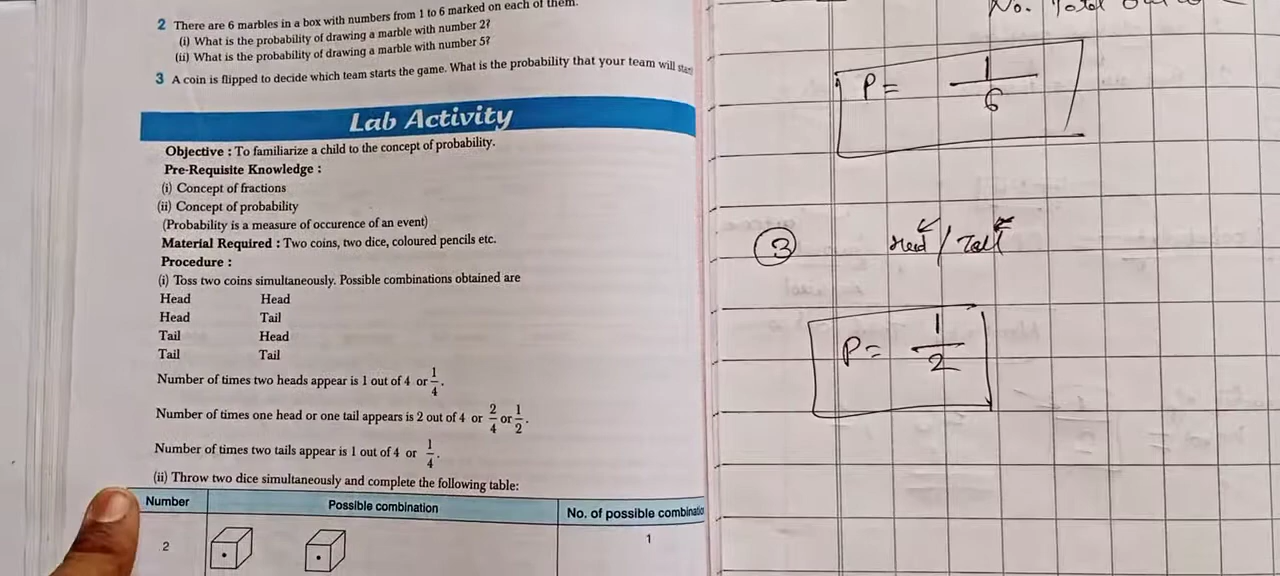 2 There are 6 marbles in a box with numbers from 1 to 6 marked on each of them.
(i) What is the probability of drawing a marble with number 2?
(ii) What is the probability of drawing a marble with number 5?
3 A coin is flipped to decide which team starts the game. What is the probability that your team will start
Lab Activity
Objective : To familiarize a child to the concept of probability.
Pre-Requisite Knowledge :
(i) Concept of fractions
(ii) Concept of probability
(Probability is a measure of occurence of an event)
Material Required : Two coins, two dice, coloured pencils etc.
Procedure :
(i) Toss two coins simultaneously. Possible combinations obtained are
Head Head
Head Tail
Tail Head
Tail Tail
Number of times two heads appear is 1 out of 4 or 1/4.
Number of times one head or one tail appears is 2 out of 4 or 2/4 or 1/2.
Number of times two tails appear is 1 out of 4 or 1/4.
(ii) Throw two dice simultaneously and complete the following table:
Number Possible combination No. of possible combinatio
2 1
No. Total
P = 1/6
3 Head / Tail
P = 1/2